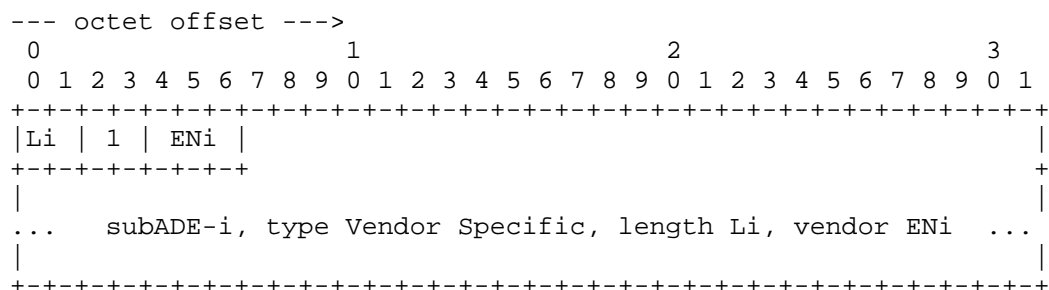 --- octet offset --->
 0                   1                   2                   3
 0 1 2 3 4 5 6 7 8 9 0 1 2 3 4 5 6 7 8 9 0 1 2 3 4 5 6 7 8 9 0 1
+-+-+-+-+-+-+-+-+-+-+-+-+-+-+-+-+-+-+-+-+-+-+-+-+-+-+-+-+-+-+-+-+
|Li | 1 | ENi |                                                 |
+-+-+-+-+-+-+-+                                                 +
|                                                               |
...   subADE-i, type Vendor Specific, length Li, vendor ENi  ...
|                                                               |
+-+-+-+-+-+-+-+-+-+-+-+-+-+-+-+-+-+-+-+-+-+-+-+-+-+-+-+-+-+-+-+-+